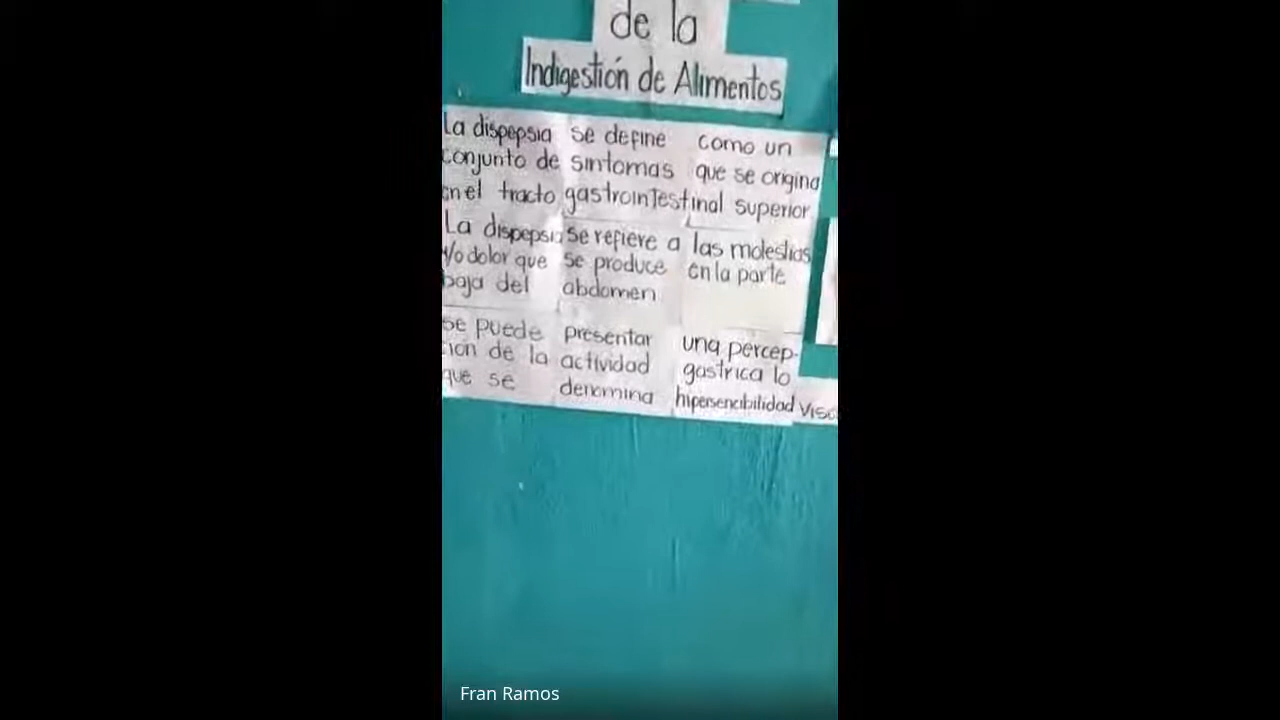 de la
Indigestión de Alimentos
La dispepsia se define como un
conjunto de sintomas que se origina
en el tracto gastrointestinal superior
La dispepsia se refiere a las molestias
y/o dolor que se produce en la parte
baja del abdomen
se puede presentar una percep-
ción de la actividad gastrica lo
que se denomina hipersencibilidad visc
Fran Ramos